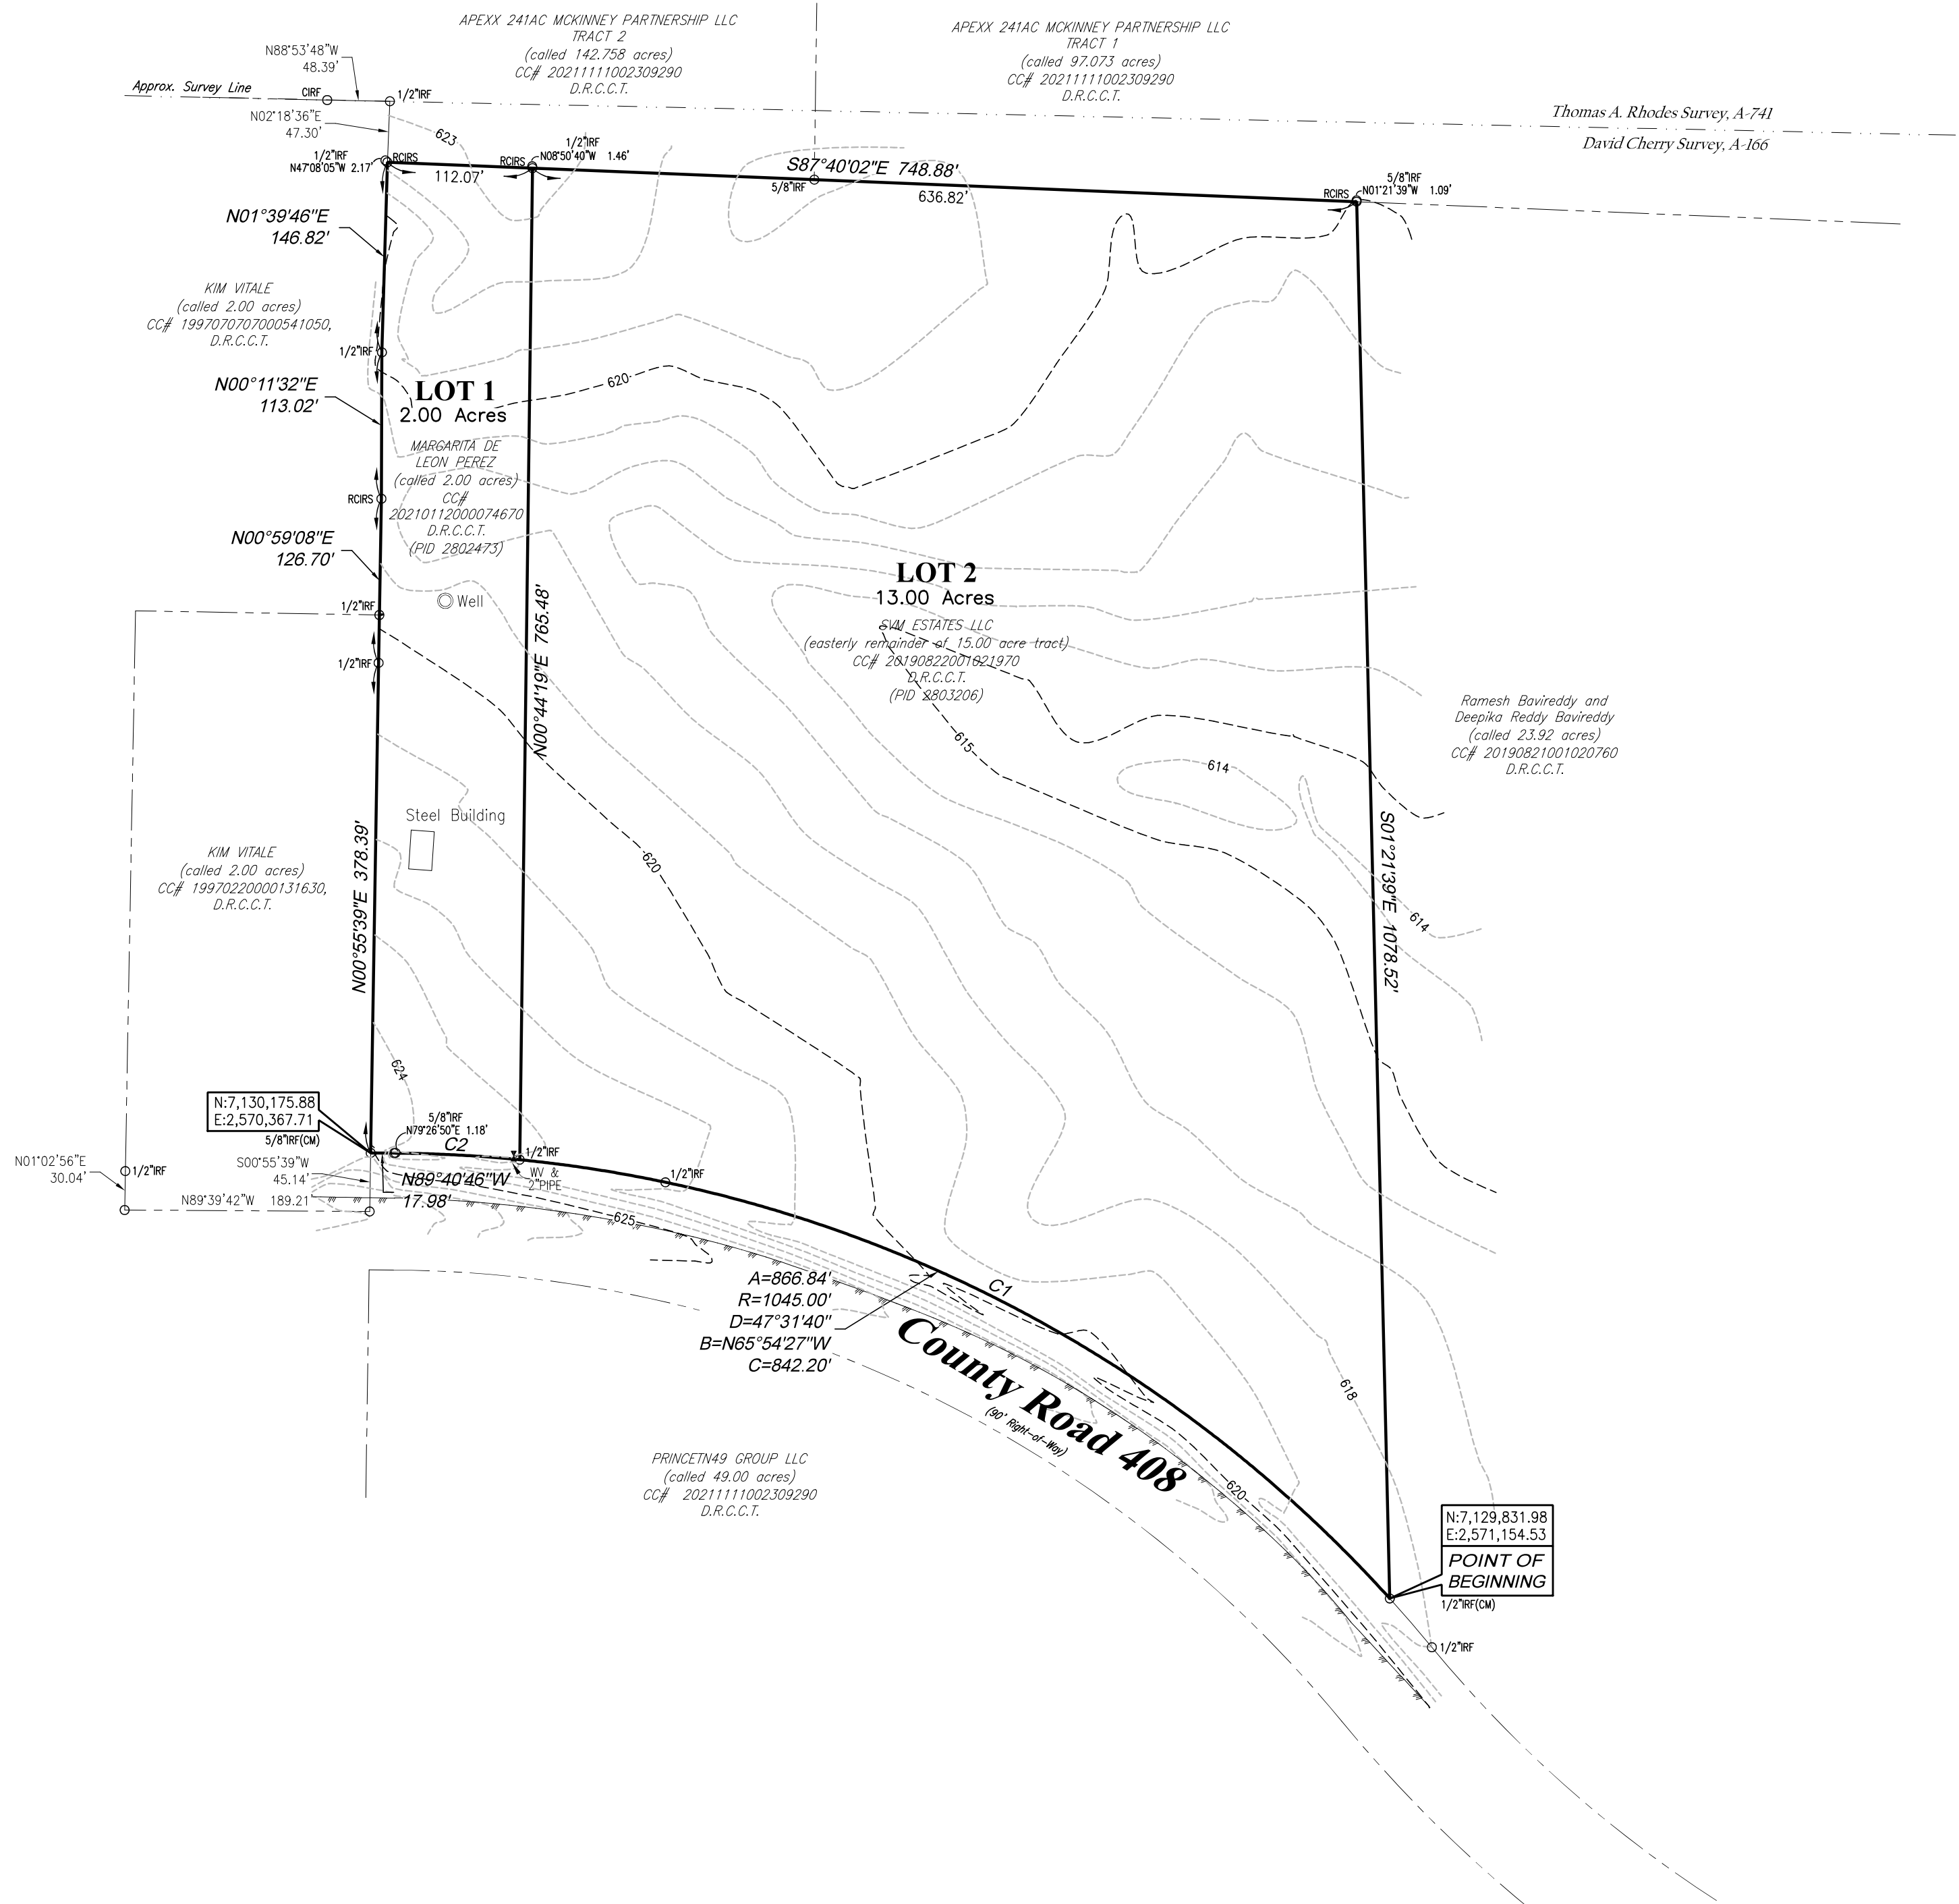 APEXX 241AC MCKINNEY PARTNERSHIP LLC
TRACT 2
(called 142.758 acres)
CC# 20211111002309290
D.R.C.C.T.
APEXX 241AC MCKINNEY PARTNERSHIP LLC
TRACT 1
(called 97.073 acres)
CC# 20211111002309290
D.R.C.C.T.
N88°53'48"W
48.39'
Approx. Survey Line
CIRF
1/2"IRF
Thomas A. Rhodes Survey, A-741
David Cherry Survey, A-166
N02°18'36"E
47.30'
623
1/2"IRF
N47°08'05"W 2.17'
RCIRS
112.07'
RCIRS
1/2"IRF
N08°50'40"W 1.46'
S87°40'02"E 748.88'
5/8"IRF
636.82'
RCIRS
5/8"IRF
N01°21'39"W 1.09'
N01°39'46"E
146.82'
KIM VITALE
(called 2.00 acres)
CC# 1997070707000541050,
D.R.C.C.T.
1/2"IRF
N00°11'32"E
113.02'
LOT 1
2.00 Acres
620
MARGARITA DE
LEON PEREZ
(called 2.00 acres)
CC#
20210112000074670
D.R.C.C.T.
(PID 2802473)
RCIRS
N00°59'08"E
126.70'
1/2"IRF
Well
1/2"IRF
N00°44'19"E 765.48'
LOT 2
13.00 Acres
SVM ESTATES LLC
(easterly remainder of 15.00 acre tract)
CC# 20190822001021970
D.R.C.C.T.
(PID 2803206)
615
614
Ramesh Bavireddy and
Deepika Reddy Bavireddy
(called 23.92 acres)
CC# 20190821001020760
D.R.C.C.T.
Steel Building
620
S01°21'39"E 1078.52'
614
KIM VITALE
(called 2.00 acres)
CC# 19970220000131630,
D.R.C.C.T.
N00°55'39"E 378.39'
624
N:7,130,175.88
E:2,570,367.71
5/8"IRF(CM)
5/8"IRF
N79°26'50"E 1.18'
C2
1/2"IRF
WV &
2"PIPE
1/2"IRF
N01°02'56"E
30.04'
1/2"IRF
S00°55'39"W
45.14'
N89°39'42"W 189.21'
N89°40'46"W
17.98'
625
A=866.84'
R=1045.00'
D=47°31'40"
B=N65°54'27"W
C=842.20'
C1
County Road 408
(90' Right-of-Way)
618
620
PRINCETN49 GROUP LLC
(called 49.00 acres)
CC# 20211111002309290
D.R.C.C.T.
N:7,129,831.98
E:2,571,154.53
POINT OF
BEGINNING
1/2"IRF(CM)
1/2"IRF